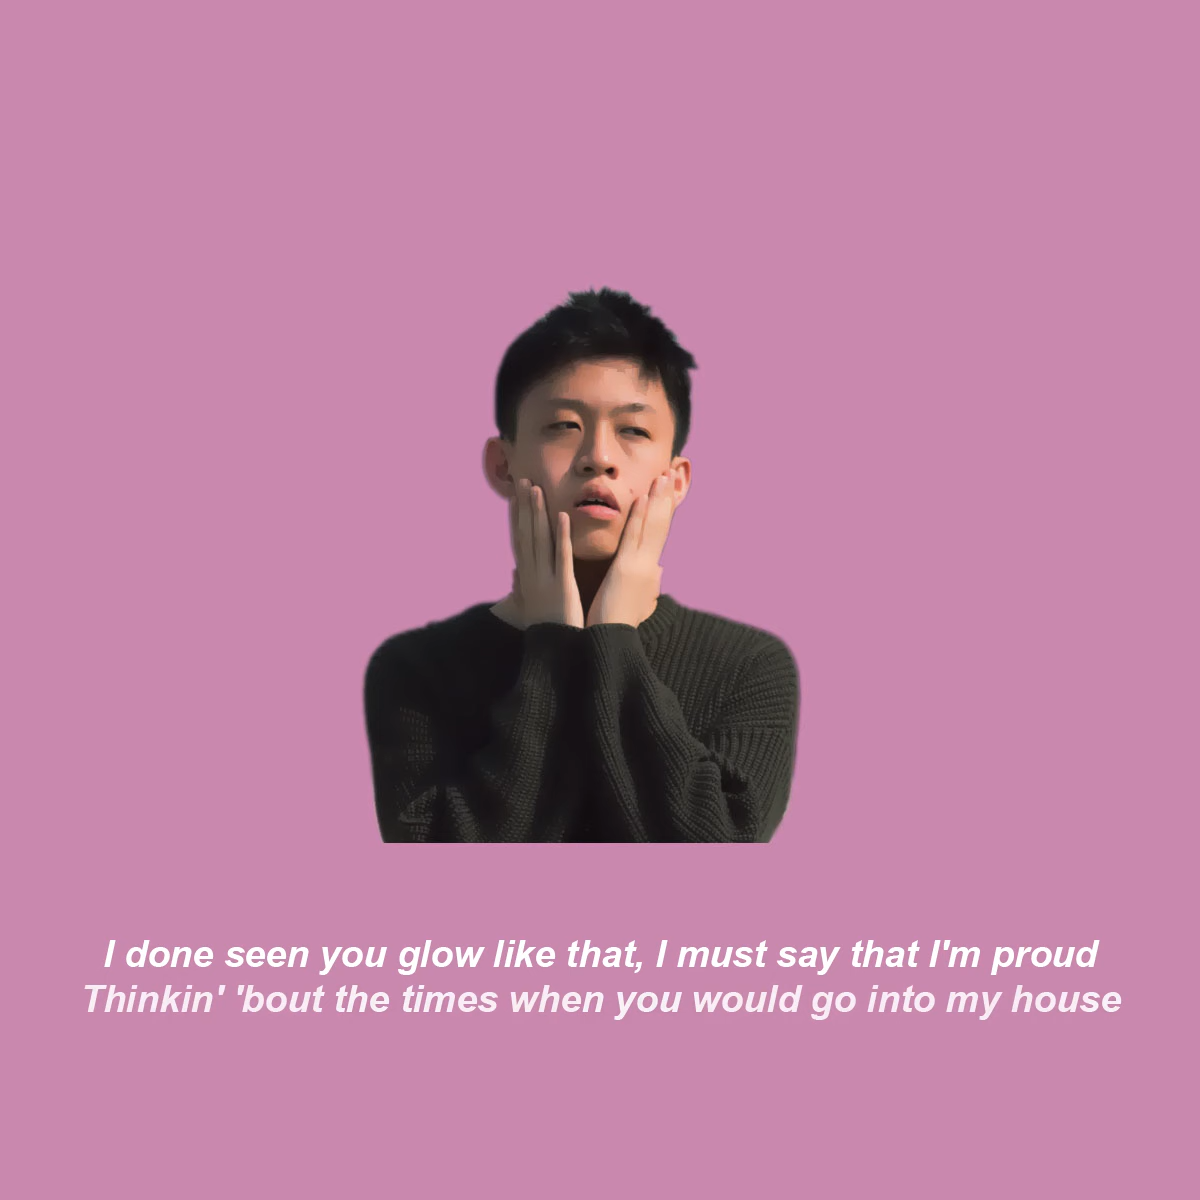 I done seen you glow like that, I must say that I'm proud
Thinkin' 'bout the times when you would go into my house